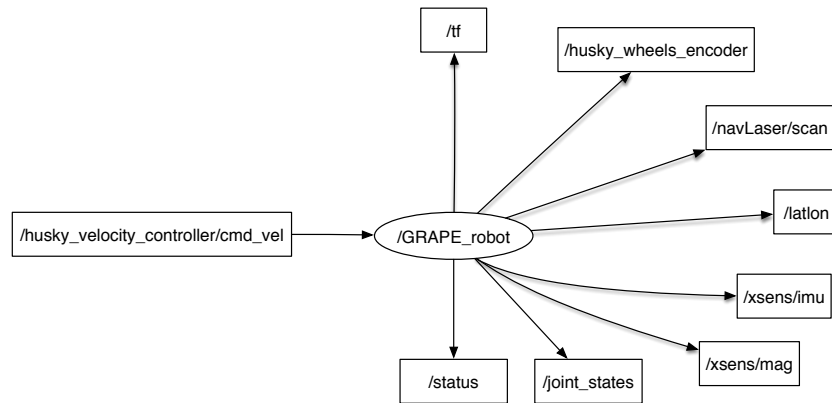 /tf
/husky_wheels_encoder
/navLaser/scan
/latlon
/husky_velocity_controller/cmd_vel
/GRAPE_robot
/xsens/imu
/xsens/mag
/status
/joint_states